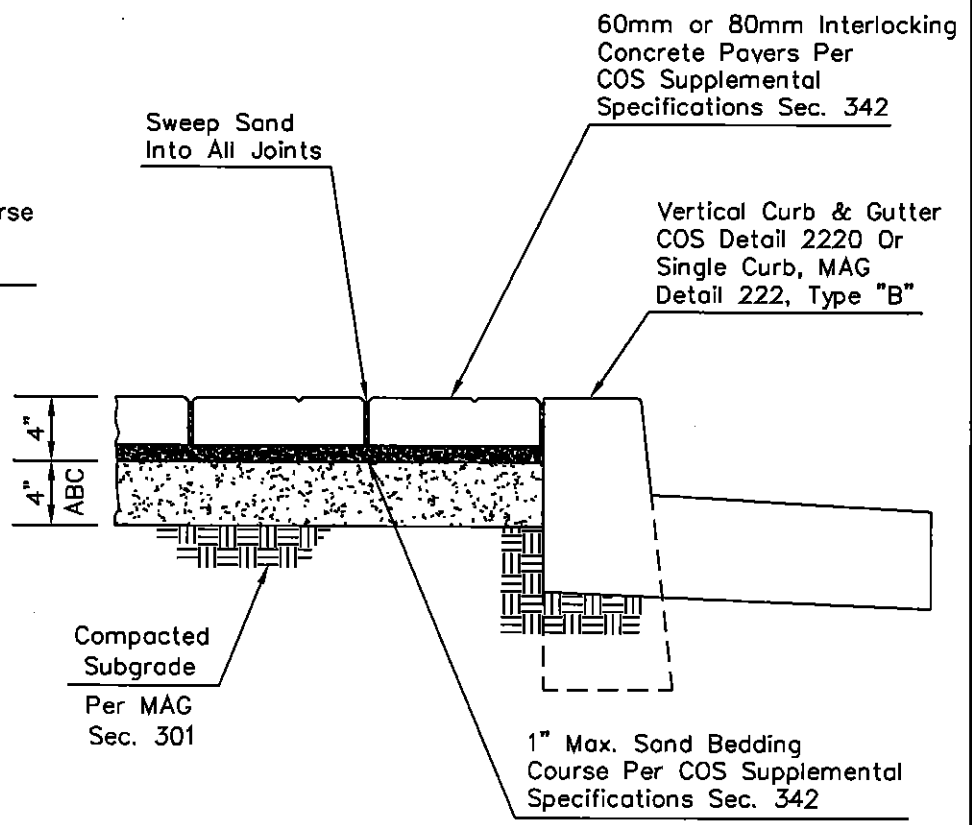 60mm or 80mm Interlocking
Concrete Pavers Per
COS Supplemental
Specifications Sec. 342
Sweep Sand
Into All Joints
rse
Vertical Curb & Gutter
COS Detail 2220 Or
Single Curb, MAG
Detail 222, Type "B"
4"
4"
ABC
Compacted
Subgrade
Per MAG
Sec. 301
1" Max. Sand Bedding
Course Per COS Supplemental
Specifications Sec. 342